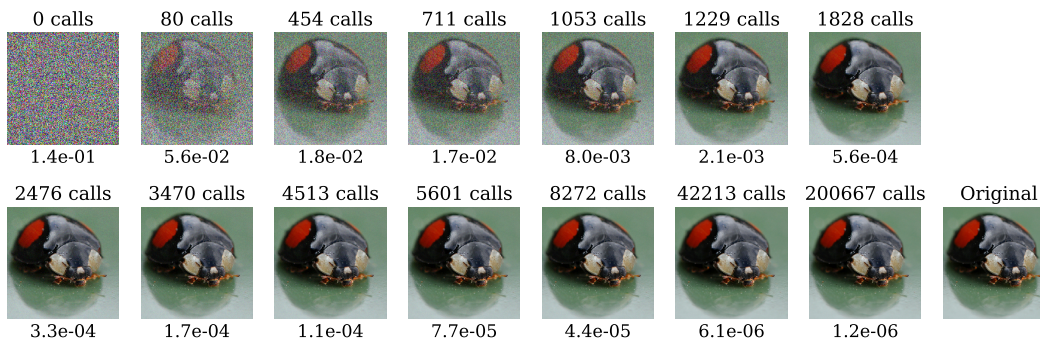 0 calls 80 calls 454 calls 711 calls 1053 calls 1229 calls 1828 calls
1.4e-01 5.6e-02 1.8e-02 1.7e-02 8.0e-03 2.1e-03 5.6e-04
2476 calls 3470 calls 4513 calls 5601 calls 8272 calls 42213 calls 200667 calls Original
3.3e-04 1.7e-04 1.1e-04 7.7e-05 4.4e-05 6.1e-06 1.2e-06